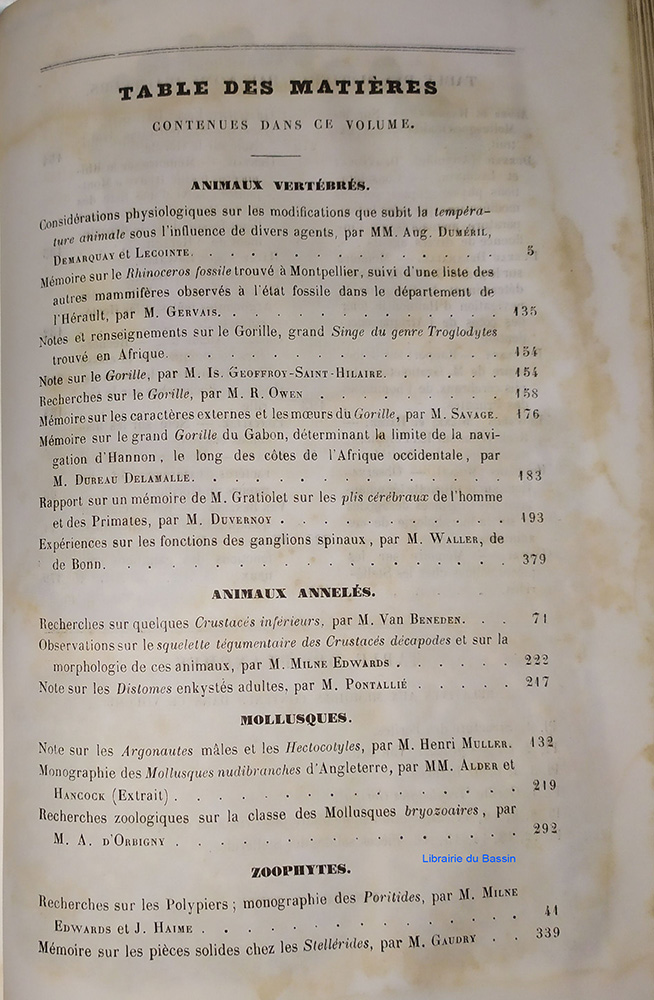 TABLE DES MATIÈRES
CONTENUES DANS CE VOLUME.
ANIMAUX VERTÉBRÉS.
Considérations physiologiques sur les modifications que subit la tempéra-
ture animale sous l'influence de divers agents, par MM. Aug. Duméril,
Demarquay et Lecointe. . . . . . . . . . . . . . 5
Mémoire sur le Rhinoceros fossile trouvé à Montpellier, suivi d'une liste des
autres mammifères observés à l'état fossile dans le département de
l'Hérault, par M. Gervais. . . . . . . . . . . . . 135
Notes et renseignements sur le Gorille, grand Singe du genre Troglodytes
trouvé en Afrique. . . . . . . . . . . . . . . 154
Note sur le Gorille, par M. Is. Geoffroy-Saint-Hilaire. . . . . . 154
Recherches sur le Gorille, par M. R. Owen . . . . . . . . 158
Mémoire sur les caractères externes et les mœurs du Gorille, par M. Savage. 176
Mémoire sur le grand Gorille du Gabon, déterminant la limite de la navi-
gation d'Hannon, le long des côtes de l'Afrique occidentale, par
M. Dureau Delamalle. . . . . . . . . . . . . . 183
Rapport sur un mémoire de M. Gratiolet sur les plis cérébraux de l'homme
et des Primates, par M. Duvernoy . . . . . . . . . . . 193
Expériences sur les fonctions des ganglions spinaux, par M. Waller, de
de Bonn. . . . . . . . . . . . . . . . . 379
ANIMAUX ANNELÉS.
Recherches sur quelques Crustacés inférieurs, par M. Van Beneden. . . 71
Observations sur le squelette tégumentaire des Crustacés décapodes et sur la
morphologie de ces animaux, par M. Milne Edwards . . . . . . 222
Note sur les Distomes enkystés adultes, par M. Pontallié . . . . . 217
MOLLUSQUES.
Note sur les Argonautes mâles et les Hectocotyles, par M. Henri Muller. 132
Monographie des Mollusques nudibranches d'Angleterre, par MM. Alder et
Hancock (Extrait) . . . . . . . . . . . . . . 219
Recherches zoologiques sur la classe des Mollusques bryozoaires, par
M. A. d'Orbigny . . . . . . . . . . . . . . 292
ZOOPHYTES.
Recherches sur les Polypiers ; monographie des Poritides, par M. Milne
Edwards et J. Haime . . . . . . . . . . . . . 41
Mémoire sur les pièces solides chez les Stellérides, par M. Gaudry . . 339
Librairie du Bassin